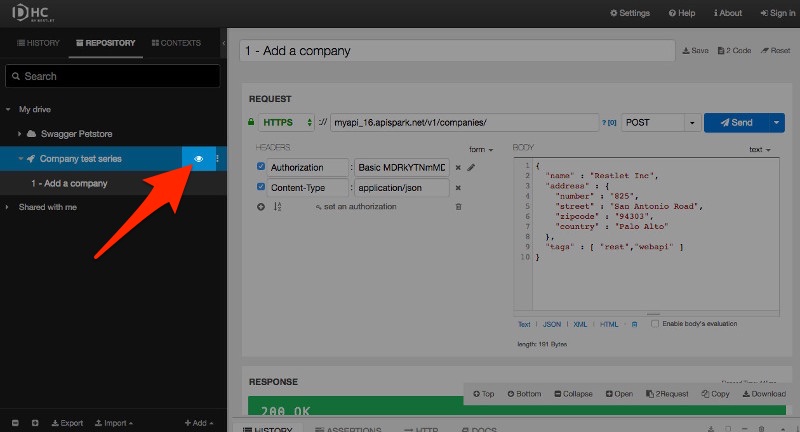 DHC
BY RESTLET
Settings Help About Sign in
HISTORY REPOSITORY CONTEXTS
Search
My drive
Swagger Petstore
Company test series
1 - Add a company
Shared with me
Export Import Add
1 - Add a company
Save 2 Code Reset
REQUEST
HTTPS :// myapi_16.apispark.net/v1/companies/ ? [0] POST Send
HEADERS form
Authorization : Basic MDRkYTNmMD
Content-Type : application/json
set an authorization
BODY text
1 {
2 "name" : "Restlet Inc",
3 "address" : {
4 "number" : "825",
5 "street" : "San Antonio Road",
6 "zipcode" : "94303",
7 "country" : "Palo Alto"
8 },
9 "tags" : [ "rest","webapi" ]
10 }
Text | JSON | XML | HTML | Enable body's evaluation
length: 191 Bytes
RESPONSE
Top Bottom Collapse Open 2Request Copy Download
200 OK
HISTORY ASSERTIONS HTTP DOCS